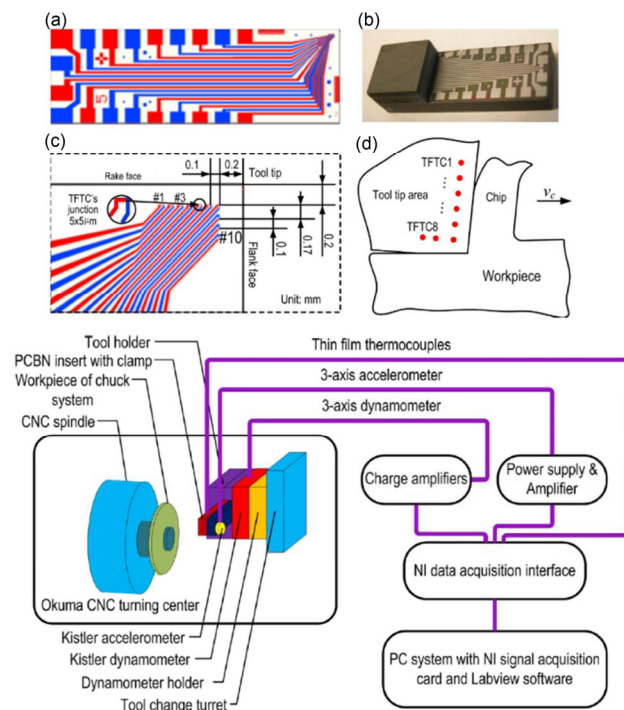 (a)
(b)
5
(c)
Rake face
0.1
0.2
Tool tip
TFTC's
junction
5x5μm
#1
#3
#10
Flank face
0.1
0.17
0.2
Unit: mm
(d)
TFTC1
Tool tip area
TFTC8
Chip
vc
Workpiece
Tool holder
PCBN insert with clamp
Workpiece of chuck
system
CNC spindle
Thin film thermocouples
3-axis accelerometer
3-axis dynamometer
Charge amplifiers
Power supply &
Amplifier
NI data acquisition interface
Okuma CNC turning center
Kistler accelerometer
Kistler dynamometer
Dynamometer holder
Tool change turret
PC system with NI signal acquisition
card and Labview software